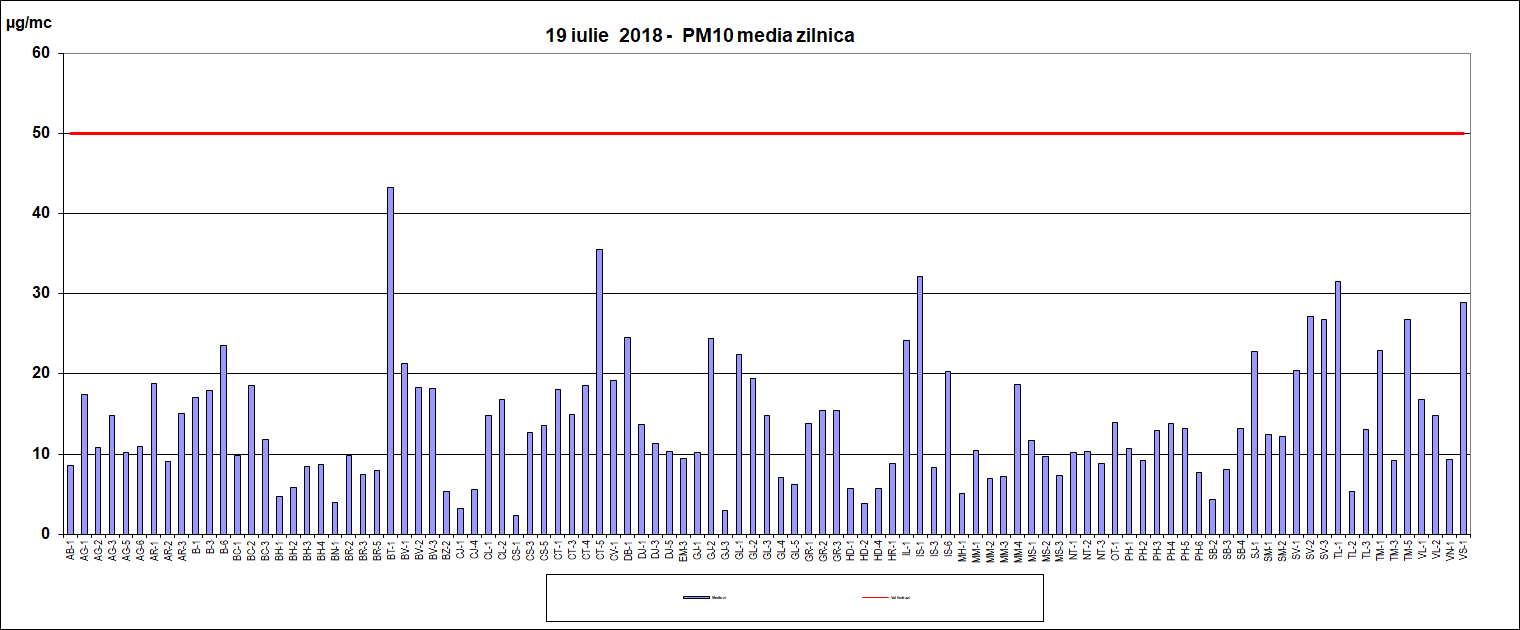 µg/mc
19 iulie 2018 - PM10 media zilnica
60
50
40
30
20
10
0
AB-1 AG-1 AG-2 AG-3 AG-5 AG-6 AR-1 AR-2 AR-3 B-1 B-3 B-6 BC-1 BC-2 BC-3 BH-1 BH-2 BH-3 BH-4 BN-1 BR-2 BR-3 BR-5 BT-1 BV-1 BV-2 BV-3 BZ-2 CJ-1 CJ-4 CL-1 CL-2 CS-1 CS-3 CS-5 CT-1 CT-3 CT-4 CT-5 CV-1 DB-1 DJ-1 DJ-3 DJ-5 EM-3 GJ-1 GJ-2 GJ-3 GL-1 GL-2 GL-3 GL-4 GL-5 GR-1 GR-2 GR-3 HD-1 HD-2 HD-4 HR-1 IL-1 IS-1 IS-3 IS-6 MH-1 MM-1 MM-2 MM-3 MM-4 MS-1 MS-2 MS-3 NT-1 NT-2 NT-3 OT-1 PH-1 PH-2 PH-3 PH-4 PH-5 PH-6 SB-2 SB-3 SB-4 SJ-1 SM-1 SM-2 SV-1 SV-2 SV-3 TL-1 TL-2 TL-3 TM-1 TM-3 TM-5 VL-1 VL-2 VN-1 VS-1